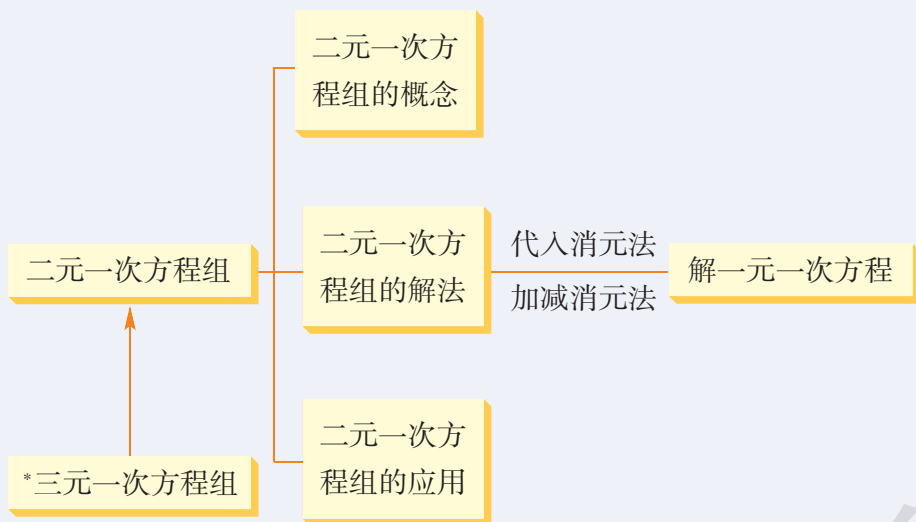 二元一次方
程组的概念
二元一次方程组
二元一次方
程组的解法
代入消元法
加减消元法
解一元一次方程
二元一次方
程组的应用
*三元一次方程组